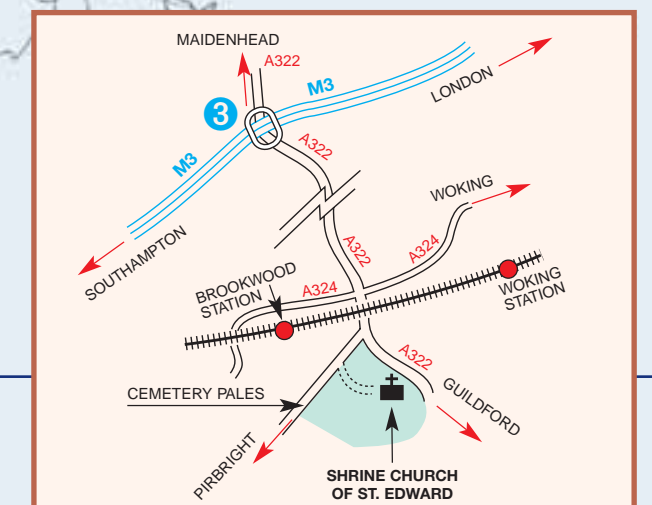 MAIDENHEAD
A322
M3
LONDON
3
A322
M3
WOKING
SOUTHAMPTON
A322
A324
BROOKWOOD
STATION
A324
WOKING
STATION
A322
CEMETERY PALES
GUILDFORD
PIRBRIGHT
SHRINE CHURCH
OF ST. EDWARD